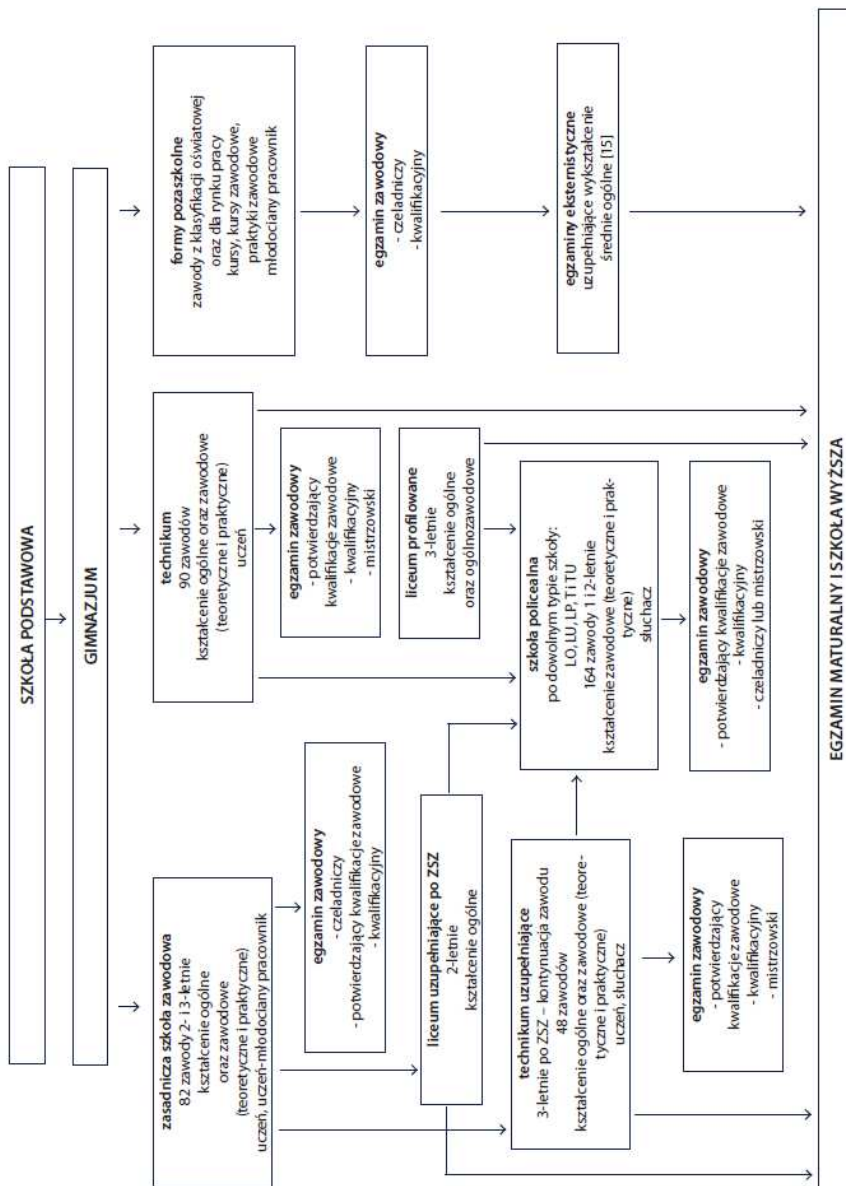 SZKOŁA PODSTAWOWA
GIMNAZJUM
zasadnicza szkoła zawodowa
82 zawody 2- i 3-letnie
kształcenie ogólne
oraz zawodowe
(teoretyczne i praktyczne)
uczeń, uczeń-młodociany pracownik
technikum
90 zawodów
kształcenie ogólne oraz zawodowe
(teoretyczne i praktyczne)
uczeń
formy pozaszkolne
zawody z klasyfikacji oświatowej
oraz dla rynku pracy
kursy, kursy zawodowe,
praktyki zawodowe
młodociany pracownik
egzamin zawodowy
- czeladniczy
- potwierdzający kwalifikacje zawodowe
- kwalifikacyjny
egzamin zawodowy
- potwierdzający
kwalifikacje zawodowe
- kwalifikacyjny
- mistrzowski
egzamin zawodowy
- czeladniczy
- kwalifikacyjny
liceum profilowane
3-letnie
kształcenie ogólne
oraz ogólnozawodowe
liceum uzupełniające po ZSZ
2-letnie
kształcenie ogólne
technikum uzupełniające
3-letnie po ZSZ – kontynuacja zawodu
48 zawodów
kształcenie ogólne oraz zawodowe (teore-
tyczne i praktyczne)
uczeń, słuchacz
szkoła policealna
po dowolnym typie szkoły:
LO, LU, LP, T i TU
164 zawody 1 i 2-letnie
kształcenie zawodowe (teoretyczne i prak-
tyczne)
słuchacz
egzaminy eksternistyczne
uzupełniające wykształcenie
średnie ogólne [15]
egzamin zawodowy
- potwierdzający
kwalifikacje zawodowe
- kwalifikacyjny
- mistrzowski
egzamin zawodowy
- potwierdzający kwalifikacje zawodowe
- kwalifikacyjny
- czeladniczy lub mistrzowski
EGZAMIN MATURALNY I SZKOŁA WYŻSZA